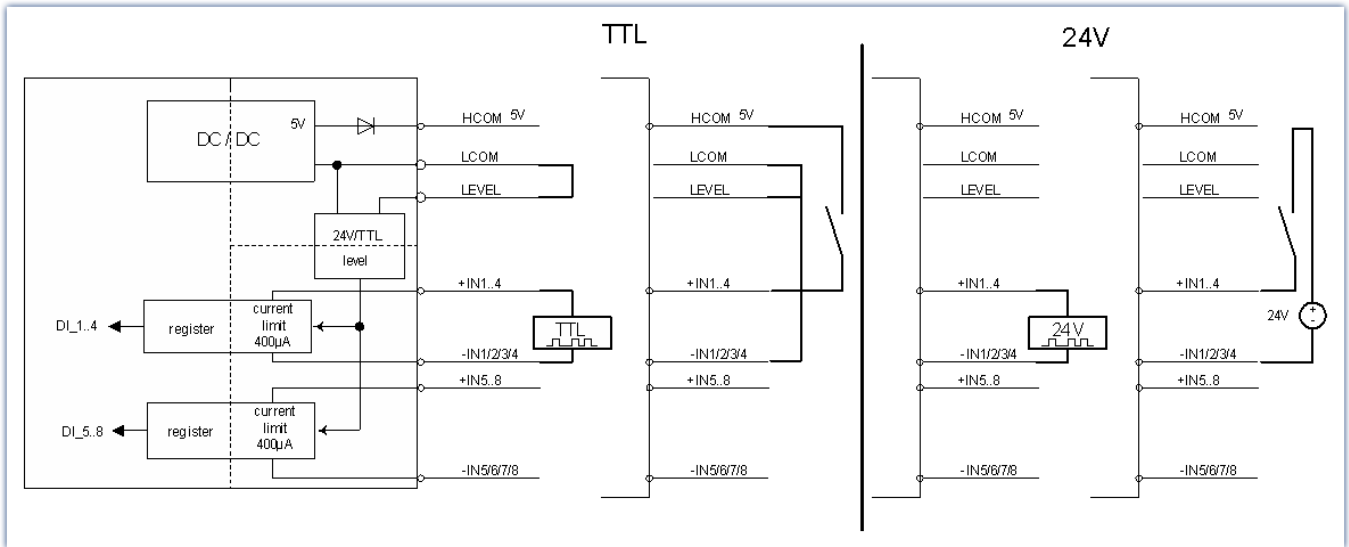 TTL
24V
DC / DC
5V
HCOM 5V
LCOM
LEVEL
24V/TTL
level
+IN1..4
DI_1..4
register
current
limit
400µA
TTL
-IN1/2/3/4
+IN5..8
DI_5..8
register
current
limit
400µA
-IN5/6/7/8
HCOM 5V
LCOM
LEVEL
+IN1..4
-IN1/2/3/4
+IN5..8
-IN5/6/7/8
HCOM 5V
LCOM
LEVEL
+IN1..4
24V
-IN1/2/3/4
+IN5..8
-IN5/6/7/8
HCOM 5V
LCOM
LEVEL
+IN1..4
24V
+
-
-IN1/2/3/4
+IN5..8
-IN5/6/7/8